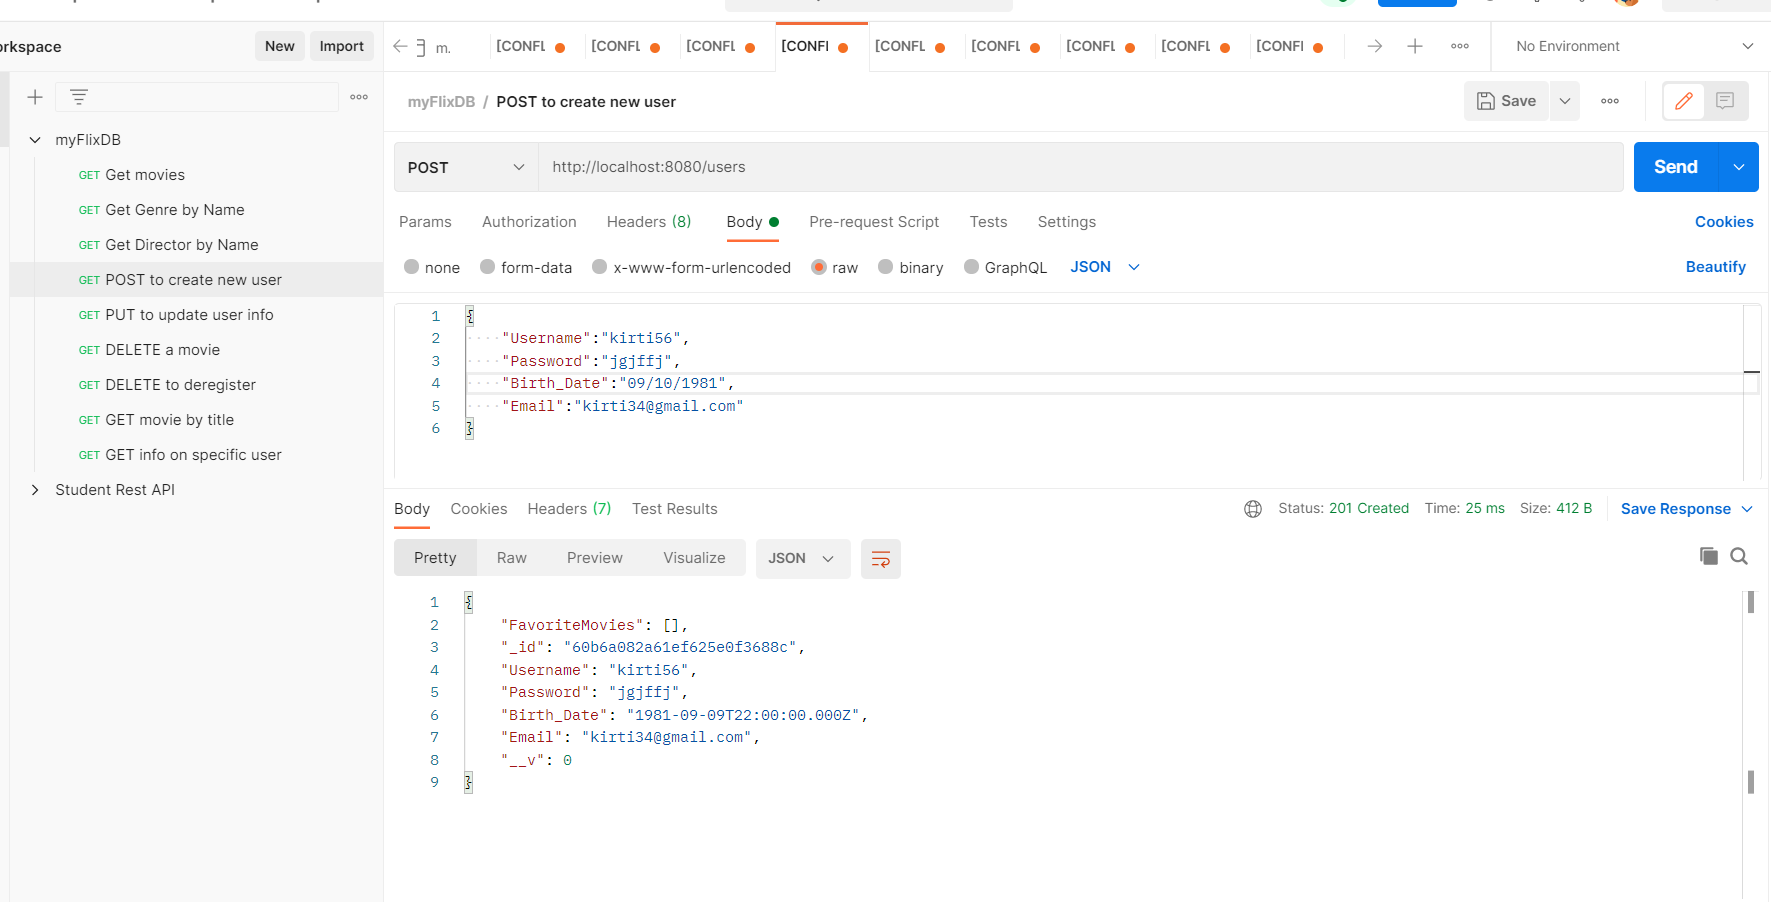 orkspace
New
Import
m.
[CONFL
[CONFL
[CONFL
[CONFI
[CONFL
[CONFL
[CONFL
[CONFL
[CONFI
No Environment
myFlixDB
GET Get movies
GET Get Genre by Name
GET Get Director by Name
GET POST to create new user
GET PUT to update user info
GET DELETE a movie
GET DELETE to deregister
GET GET movie by title
GET GET info on specific user
Student Rest API
myFlixDB / POST to create new user
Save
POST
http://localhost:8080/users
Send
Params Authorization Headers (8) Body Pre-request Script Tests Settings
Cookies
none form-data x-www-form-urlencoded raw binary GraphQL JSON
Beautify
1 {
2 "Username":"kirti56",
3 "Password":"jgjffj",
4 "Birth_Date":"09/10/1981",
5 "Email":"kirti34@gmail.com"
6 }
Body Cookies Headers (7) Test Results
Status: 201 Created Time: 25 ms Size: 412 B
Save Response
Pretty Raw Preview Visualize JSON
1 {
2 "FavoriteMovies": [],
3 "_id": "60b6a082a61ef625e0f3688c",
4 "Username": "kirti56",
5 "Password": "jgjffj",
6 "Birth_Date": "1981-09-09T22:00:00.000Z",
7 "Email": "kirti34@gmail.com",
8 "__v": 0
9 }